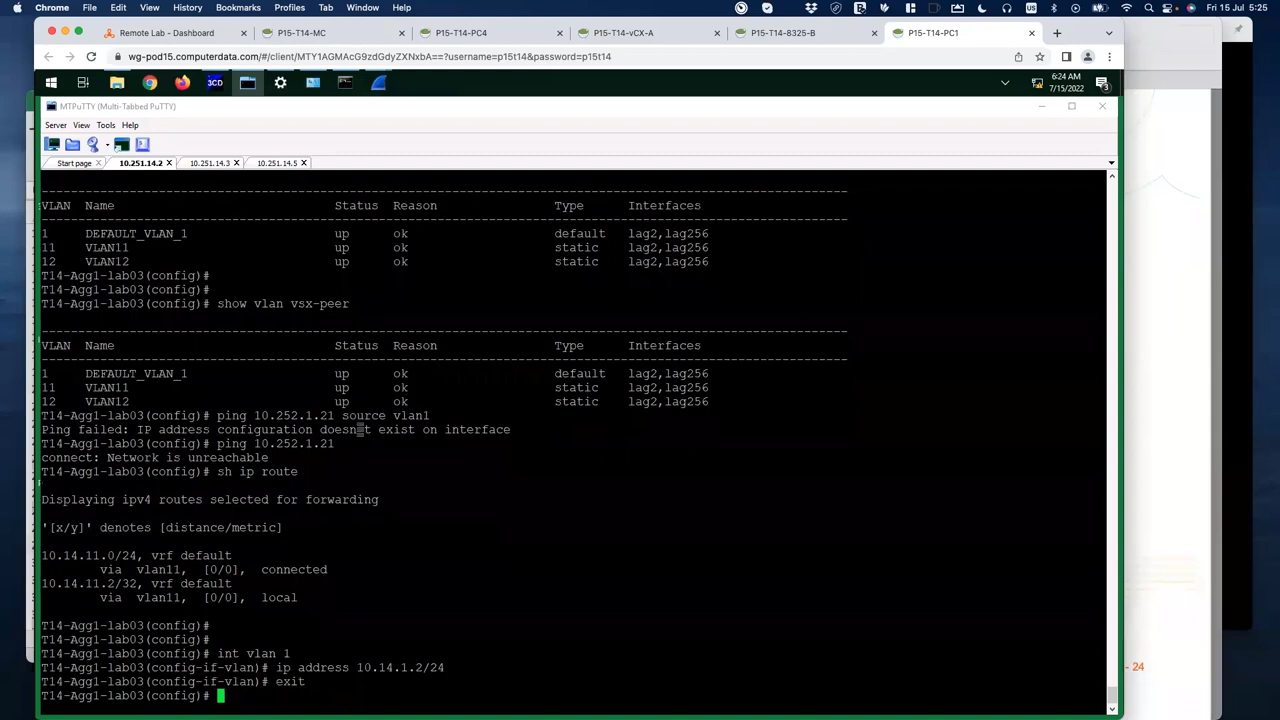 Chrome File Edit View History Bookmarks Profiles Tab Window Help Fri 15 Jul 5:25
Remote Lab - Dashboard P15-T14-MC P15-T14-PC4 P15-T14-vCX-A P15-T14-8325-B P15-T14-PC1
wg-pod15.computerdata.com/#/client/MTY1AGMAcG9zdGdyZXNxbA==?username=p15t14&password=p15t14
6:24 AM
7/15/2022
MTPuTTY (Multi-Tabbed PuTTY)
Server View Tools Help
Start page 10.251.14.2 10.251.14.3 10.251.14.5
VLAN Name Status Reason Type Interfaces
1 DEFAULT_VLAN_1 up ok default lag2,lag256
11 VLAN11 up ok static lag2,lag256
12 VLAN12 up ok static lag2,lag256
T14-Agg1-lab03(config)#
T14-Agg1-lab03(config)#
T14-Agg1-lab03(config)# show vlan vsx-peer
VLAN Name Status Reason Type Interfaces
1 DEFAULT_VLAN_1 up ok default lag2,lag256
11 VLAN11 up ok static lag2,lag256
12 VLAN12 up ok static lag2,lag256
T14-Agg1-lab03(config)# ping 10.252.1.21 source vlan1
Ping failed: IP address configuration doesn't exist on interface
T14-Agg1-lab03(config)# ping 10.252.1.21
connect: Network is unreachable
T14-Agg1-lab03(config)# sh ip route
Displaying ipv4 routes selected for forwarding
'[x/y]' denotes [distance/metric]
10.14.11.0/24, vrf default
via vlan11, [0/0], connected
10.14.11.2/32, vrf default
via vlan11, [0/0], local
T14-Agg1-lab03(config)#
T14-Agg1-lab03(config)#
T14-Agg1-lab03(config)# int vlan 1
T14-Agg1-lab03(config-if-vlan)# ip address 10.14.1.2/24
T14-Agg1-lab03(config-if-vlan)# exit
T14-Agg1-lab03(config)#
- 24